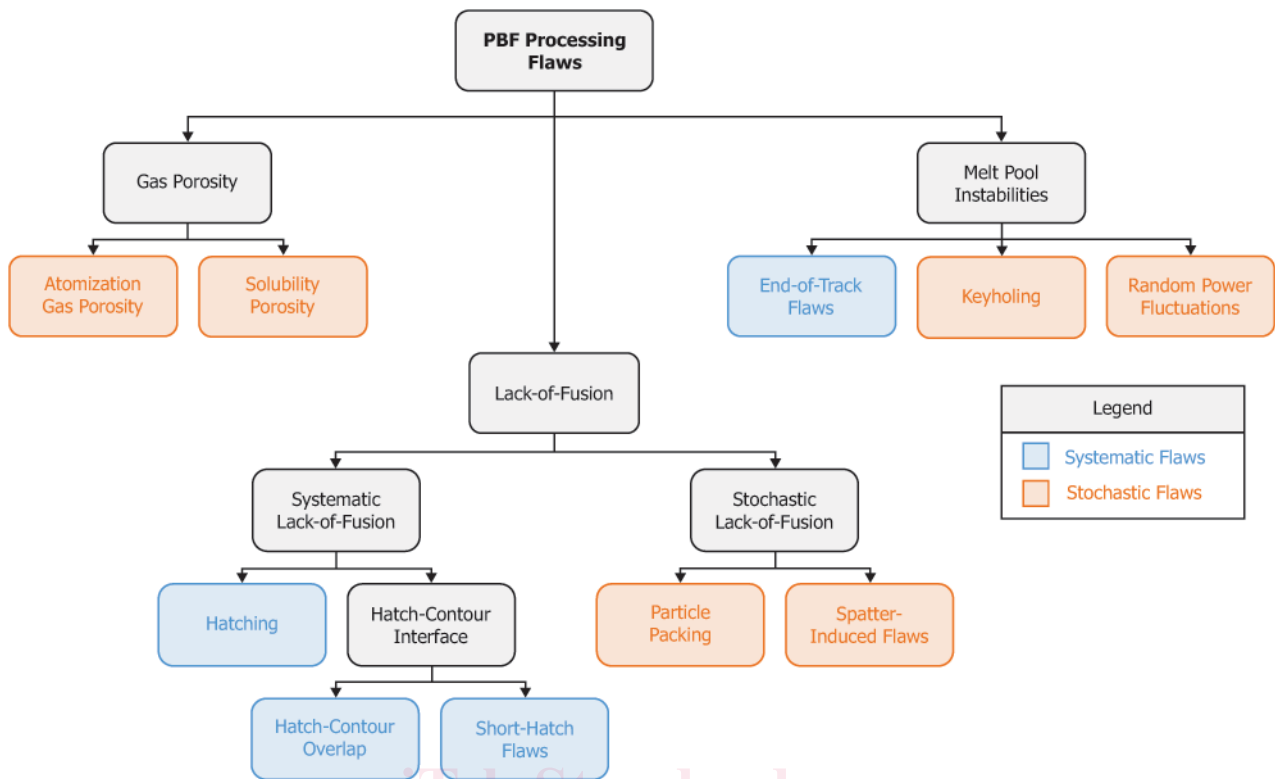 PBF Processing
Flaws
Gas Porosity
Melt Pool
Instabilities
Atomization
Gas Porosity
Solubility
Porosity
End-of-Track
Flaws
Keyholing
Random Power
Fluctuations
Lack-of-Fusion
Legend
Systematic Flaws
Stochastic Flaws
Systematic
Lack-of-Fusion
Stochastic
Lack-of-Fusion
Hatching
Hatch-Contour
Interface
Particle
Packing
Spatter-
Induced Flaws
Hatch-Contour
Overlap
Short-Hatch
Flaws